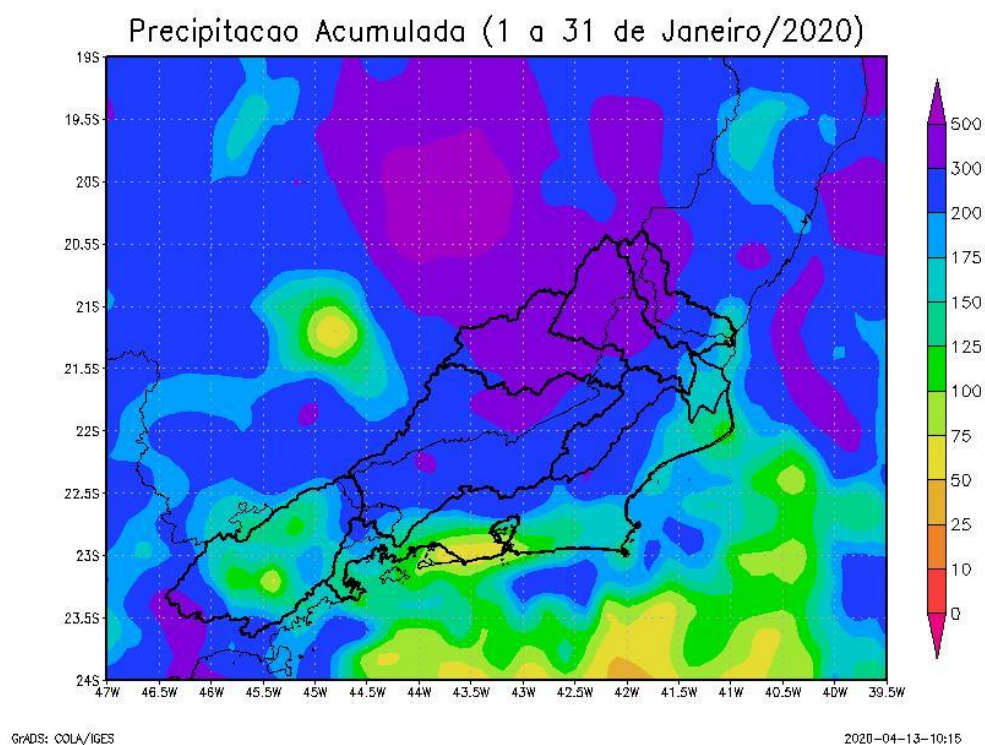 Precipitacao Acumulada (1 a 31 de Janeiro/2020)
19S
19.5S
20S
20.5S
21S
21.5S
22S
22.5S
23S
23.5S
24S
47W 46.5W 46W 45.5W 45W 44.5W 44W 43.5W 43W 42.5W 42W 41.5W 41W 40.5W 40W 39.5W
500
300
200
175
150
125
100
75
50
25
10
0
GrADS: COLA/IGES 2020-04-13-10:15